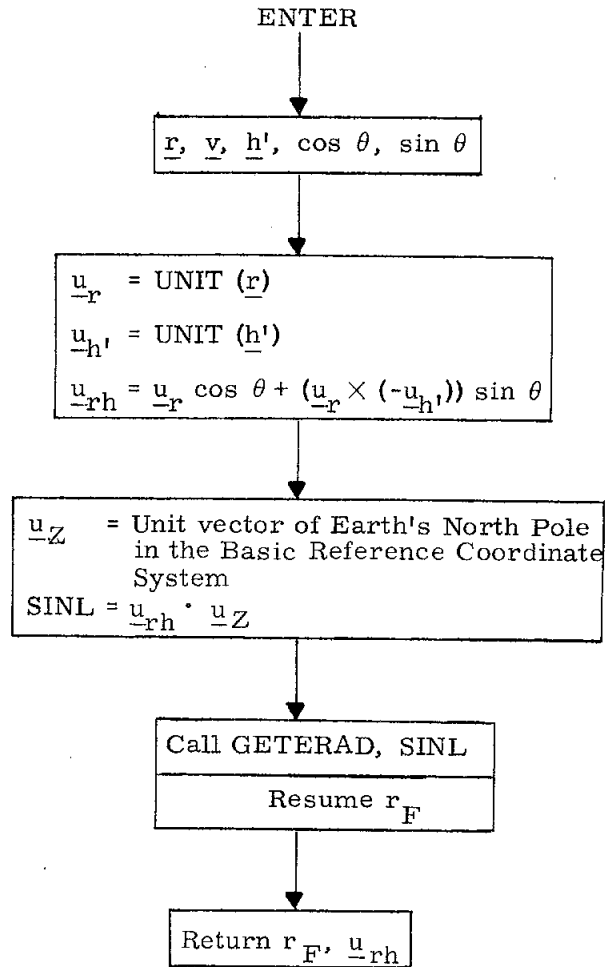 ENTER
r, v, h', cos θ, sin θ
u_r = UNIT (r)
u_h' = UNIT (h')
u_rh = u_r cos θ + (u_r × (-u_h')) sin θ
u_Z = Unit vector of Earth's North Pole
in the Basic Reference Coordinate
System
SINL = u_rh · u_Z
Call GETERAD, SINL
Resume r_F
Return r_F, u_rh